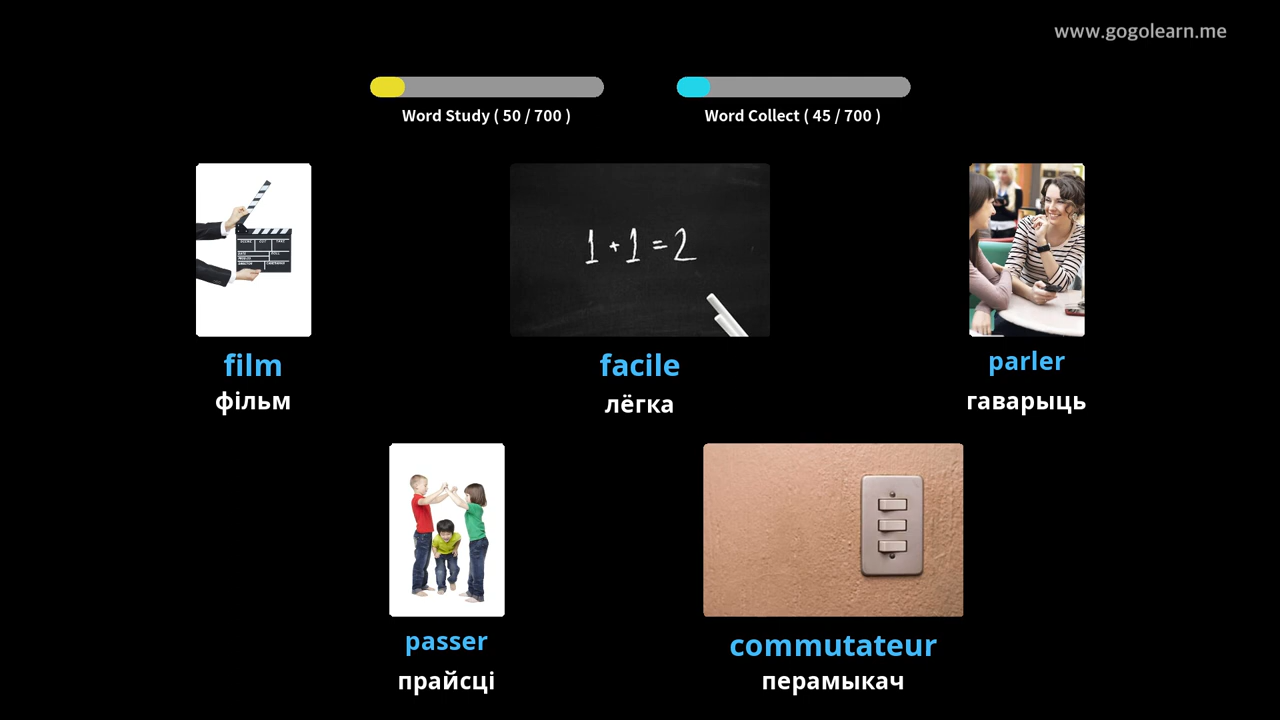 www.gogolearn.me
Word Study ( 50 / 700 )
Word Collect ( 45 / 700 )
1 + 1 = 2
film
фільм
facile
лёгка
parler
гаварыць
passer
прайсці
commutateur
перамыкач